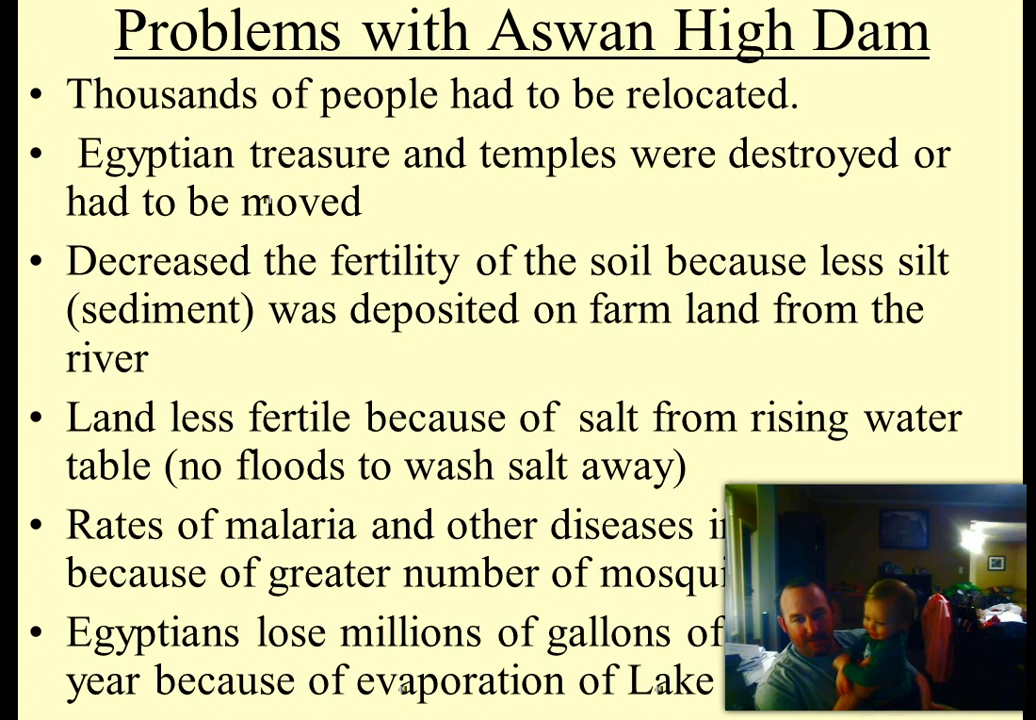 Problems with Aswan High Dam
• Thousands of people had to be relocated.
• Egyptian treasure and temples were destroyed or
had to be moved
• Decreased the fertility of the soil because less silt
(sediment) was deposited on farm land from the
river
• Land less fertile because of salt from rising water
table (no floods to wash salt away)
• Rates of malaria and other diseases
because of greater number of
• Egyptians lose millions of gallons of
year because of evaporation of Lake